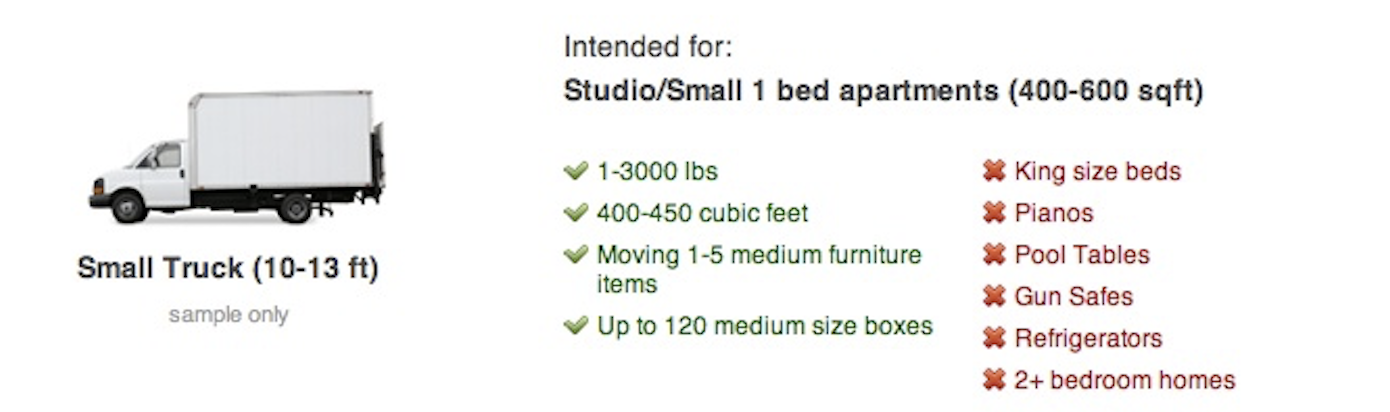 Intended for:
Studio/Small 1 bed apartments (400-600 sqft)
Small Truck (10-13 ft)
sample only
1-3000 lbs
400-450 cubic feet
Moving 1-5 medium furniture
items
Up to 120 medium size boxes
King size beds
Pianos
Pool Tables
Gun Safes
Refrigerators
2+ bedroom homes